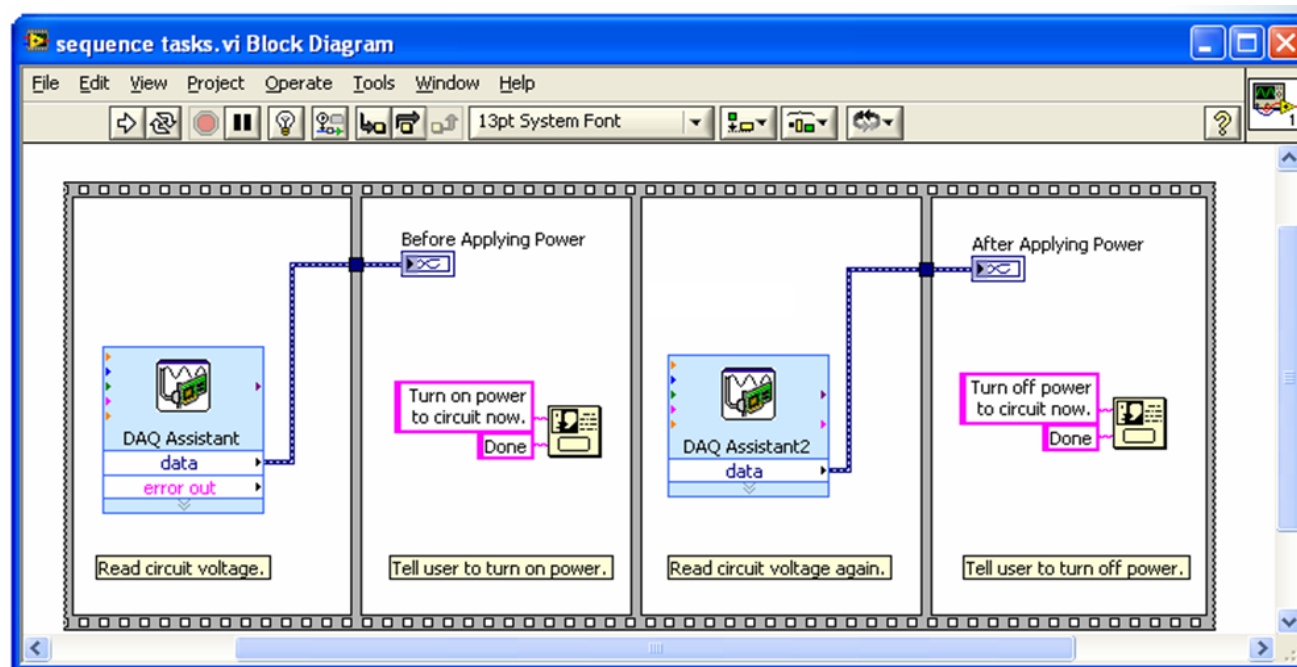 sequence tasks.vi Block Diagram
File Edit View Project Operate Tools Window Help
13pt System Font
?
1
Before Applying Power
Turn on power
to circuit now.
Done
DAQ Assistant
data
error out
After Applying Power
Turn off power
to circuit now.
Done
DAQ Assistant2
data
Read circuit voltage.
Tell user to turn on power.
Read circuit voltage again.
Tell user to turn off power.